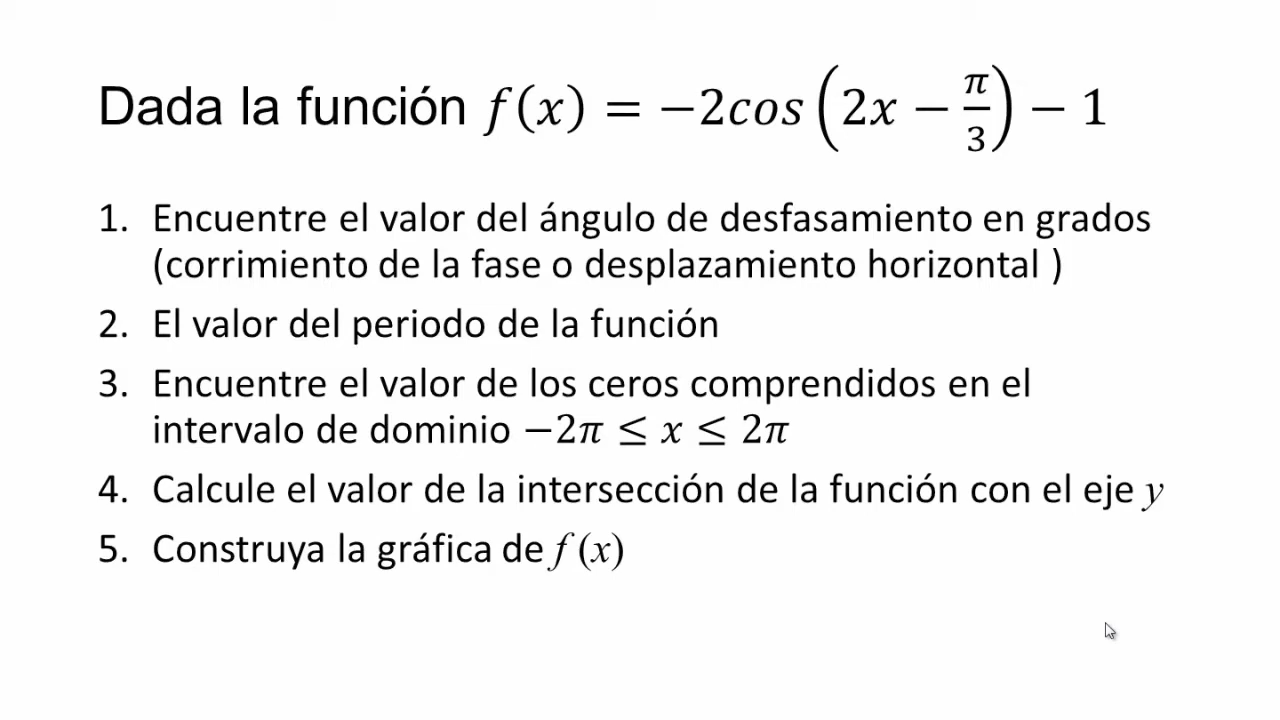 Dada la función f(x) = −2cos(2x − π/3) − 1
1. Encuentre el valor del ángulo de desfasamiento en grados
(corrimiento de la fase o desplazamiento horizontal )
2. El valor del periodo de la función
3. Encuentre el valor de los ceros comprendidos en el
intervalo de dominio −2π ≤ x ≤ 2π
4. Calcule el valor de la intersección de la función con el eje y
5. Construya la gráfica de f (x)